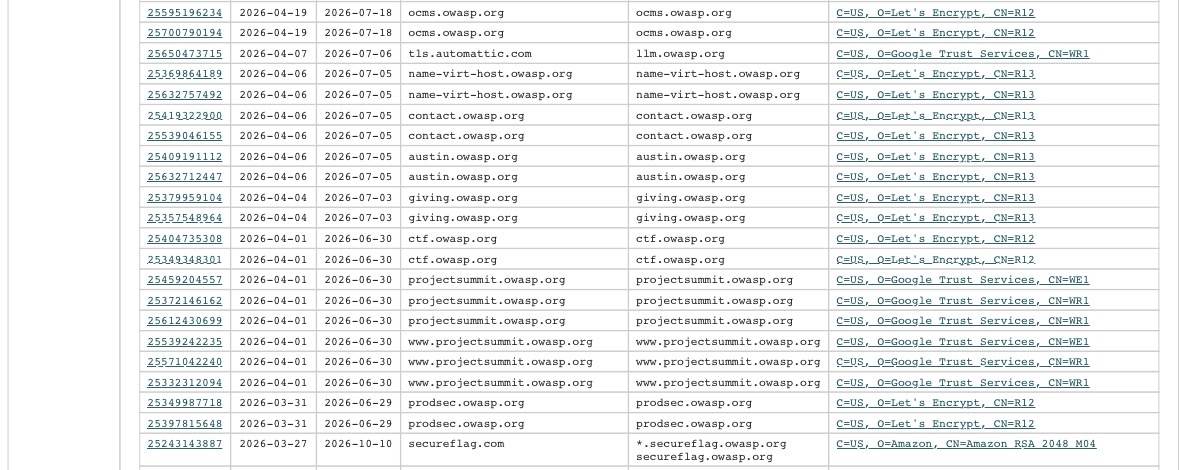 25595196234 2026-04-19 2026-07-18 ocms.owasp.org ocms.owasp.org C=US, O=Let's Encrypt, CN=R12
25700790194 2026-04-19 2026-07-18 ocms.owasp.org ocms.owasp.org C=US, O=Let's Encrypt, CN=R12
25650473715 2026-04-07 2026-07-06 tls.automattic.com llm.owasp.org C=US, O=Google Trust Services, CN=WR1
25369864189 2026-04-06 2026-07-05 name-virt-host.owasp.org name-virt-host.owasp.org C=US, O=Let's Encrypt, CN=R13
25632757492 2026-04-06 2026-07-05 name-virt-host.owasp.org name-virt-host.owasp.org C=US, O=Let's Encrypt, CN=R13
25419322900 2026-04-06 2026-07-05 contact.owasp.org contact.owasp.org C=US, O=Let's Encrypt, CN=R13
25539046155 2026-04-06 2026-07-05 contact.owasp.org contact.owasp.org C=US, O=Let's Encrypt, CN=R13
25409191112 2026-04-06 2026-07-05 austin.owasp.org austin.owasp.org C=US, O=Let's Encrypt, CN=R13
25632712447 2026-04-06 2026-07-05 austin.owasp.org austin.owasp.org C=US, O=Let's Encrypt, CN=R13
25379959104 2026-04-04 2026-07-03 giving.owasp.org giving.owasp.org C=US, O=Let's Encrypt, CN=R13
25357548964 2026-04-04 2026-07-03 giving.owasp.org giving.owasp.org C=US, O=Let's Encrypt, CN=R13
25404735308 2026-04-01 2026-06-30 ctf.owasp.org ctf.owasp.org C=US, O=Let's Encrypt, CN=R12
25349348301 2026-04-01 2026-06-30 ctf.owasp.org ctf.owasp.org C=US, O=Let's Encrypt, CN=R12
25459204557 2026-04-01 2026-06-30 projectsummit.owasp.org projectsummit.owasp.org C=US, O=Google Trust Services, CN=WE1
25372146162 2026-04-01 2026-06-30 projectsummit.owasp.org projectsummit.owasp.org C=US, O=Google Trust Services, CN=WR1
25612430699 2026-04-01 2026-06-30 projectsummit.owasp.org projectsummit.owasp.org C=US, O=Google Trust Services, CN=WR1
25539242235 2026-04-01 2026-06-30 www.projectsummit.owasp.org www.projectsummit.owasp.org C=US, O=Google Trust Services, CN=WE1
25571042240 2026-04-01 2026-06-30 www.projectsummit.owasp.org www.projectsummit.owasp.org C=US, O=Google Trust Services, CN=WR1
25332312094 2026-04-01 2026-06-30 www.projectsummit.owasp.org www.projectsummit.owasp.org C=US, O=Google Trust Services, CN=WR1
25349987718 2026-03-31 2026-06-29 prodsec.owasp.org prodsec.owasp.org C=US, O=Let's Encrypt, CN=R12
25397815648 2026-03-31 2026-06-29 prodsec.owasp.org prodsec.owasp.org C=US, O=Let's Encrypt, CN=R12
25243143887 2026-03-27 2026-10-10 secureflag.com *.secureflag.owasp.org C=US, O=Amazon, CN=Amazon RSA 2048 M04
secureflag.owasp.org